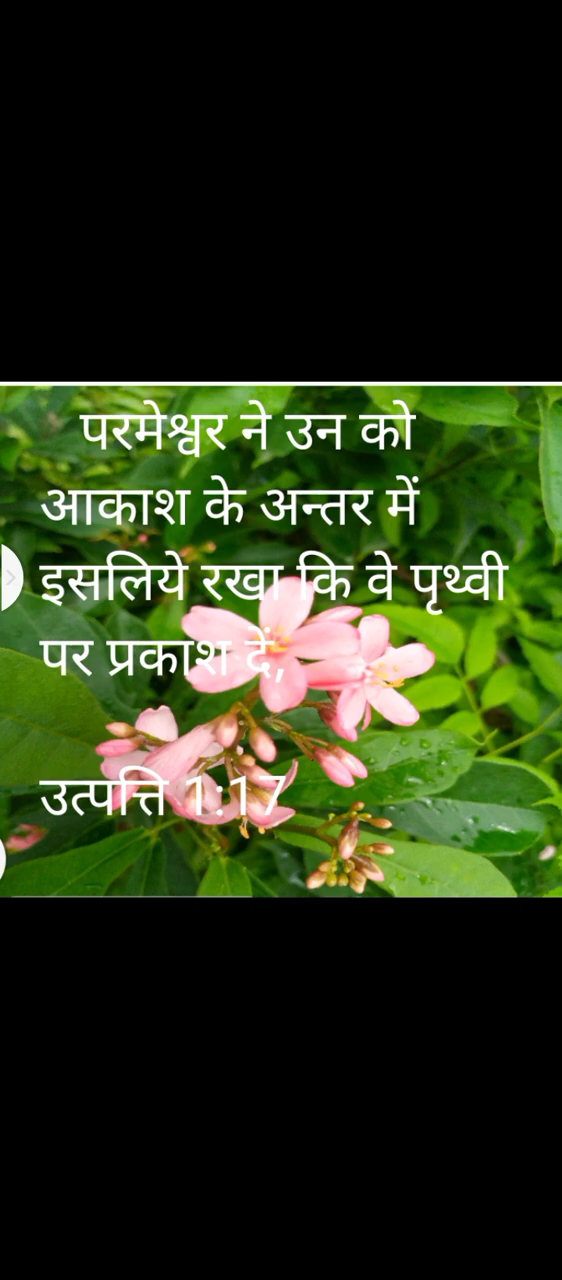 परमेश्वर ने उन को
आकाश के अन्तर में
इसलिये रखा कि वे पृथ्वी
पर प्रकाश दें,
उत्पत्ति 1:17